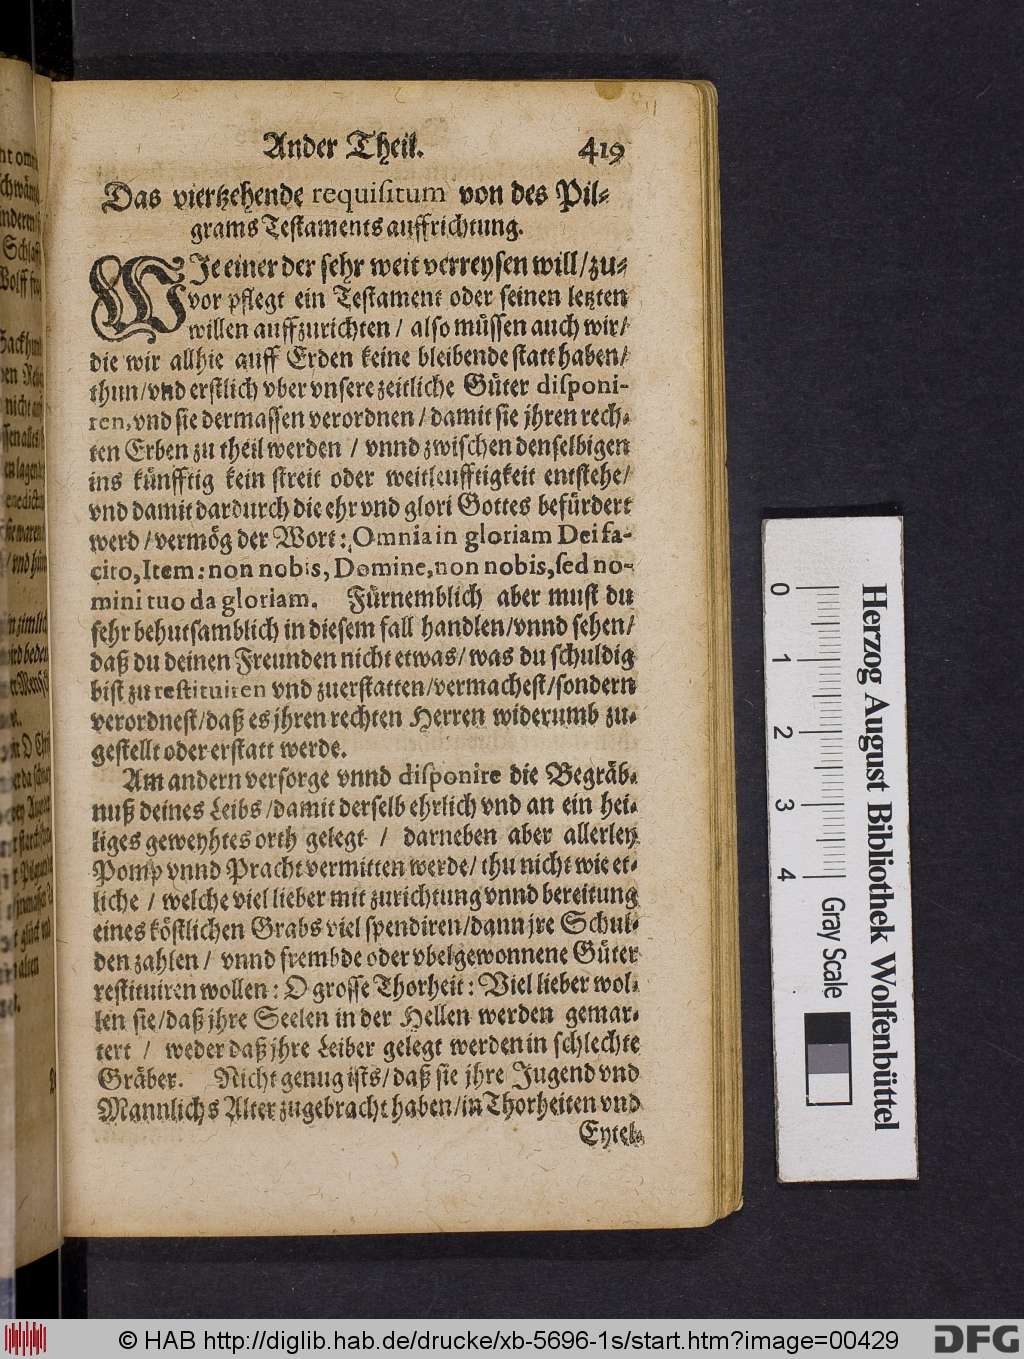 Ander Theil. 419
Das viertzehende requiſitum von des Pil-
grams Teſtaments auffrichtung.
WJe einer der ſehr weit verreyſen will / zu-
vor pflegt ein Teſtament oder ſeinen letzten
willen auffzurichten / alſo müſſen auch wir /
die wir allhie auff Erden keine bleibende ſtatt haben /
thun / vnd erſtlich vber vnſere zeitliche Güter diſponi-
ren, vnd ſie dermaſſen verordnen / damit ſie jhren rech-
ten Erben zu theil werden / vnnd zwiſchen denſelbigen
ins künfftig kein ſtreit oder weitleufftigkeit entſtehe /
vnd damit dardurch die ehr vnd glori Gottes befürdert
werd / vermög der Wort: Omnia in gloriam Dei fa-
cito, Item: non nobis, Domine, non nobis, ſed no-
mini tuo da gloriam. Fürnemblich aber muſt du
ſehr behutſamblich in dieſem fall handlen / vnnd ſehen /
daß du deinen Freunden nicht etwas / was du ſchuldig
biſt zu reſtituiren vnd zuerſtatten / vermacheſt / ſondern
verordneſt / daß es jhren rechten Herren widerumb zu-
geſtellt oder erſtatt werde.
Am andern verſorge vnnd diſponire die Begräb-
nuß deines Leibs / damit derſelb ehrlich vnd an ein hei-
liges geweyhtes orth gelegt / darneben aber allerley
Pomp vnnd Pracht vermitten werde / thu nicht wie et-
liche / welche viel lieber mit zurichtung vnnd bereitung
eines köſtlichen Grabs viel ſpendiren / dann jre Schul-
den zahlen / vnnd frembde oder vbelgewonnene Güter
reſtituiren wollen: O groſſe Thorheit: Viel lieber wol-
len ſie / daß jhre Seelen in der Hellen werden gemar-
tert / weder daß jhre Leiber gelegt werden in ſchlechte
Gräber. Nicht genug iſts / daß ſie jhre Jugend vnd
Mannlichs Alter zugebracht haben / in Thorheiten vnd
Eytel-
0 1 2 3 4
Gray Scale
Herzog August Bibliothek Wolfenbüttel
© HAB http://diglib.hab.de/drucke/xb-5696-1s/start.htm?image=00429
DFG